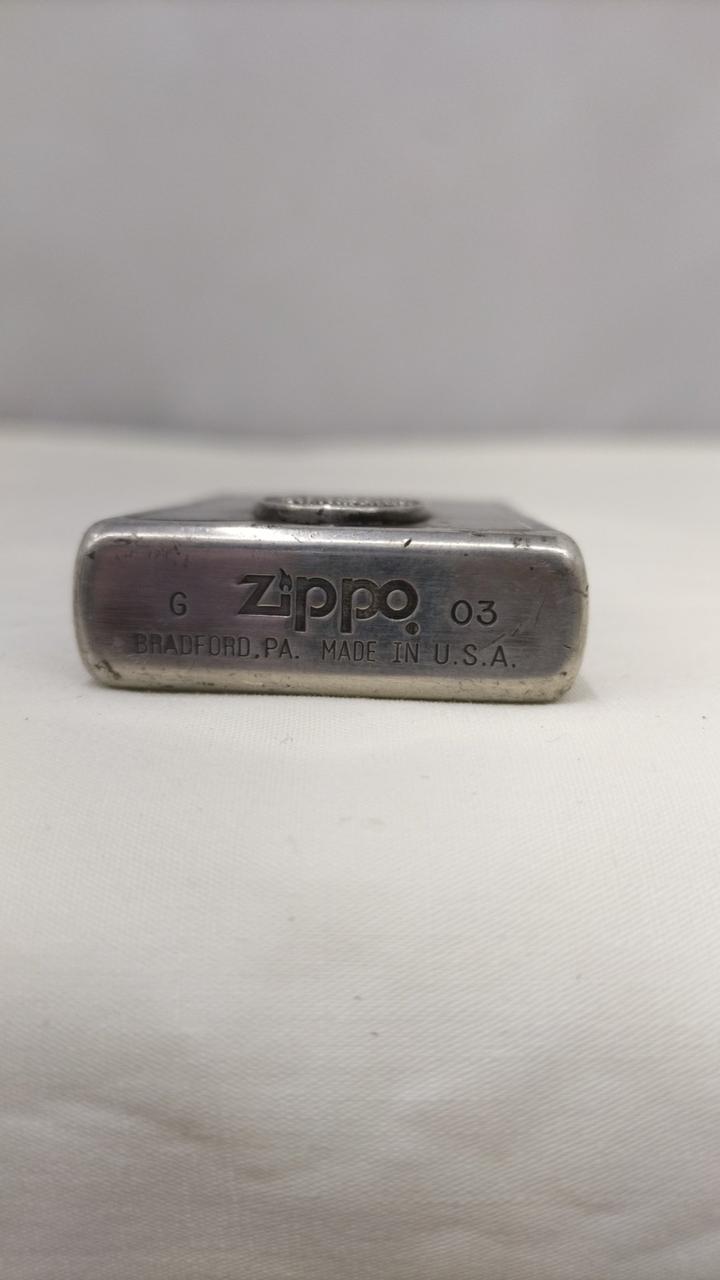 G zippo 03
BRADFORD,PA. MADE IN U.S.A.